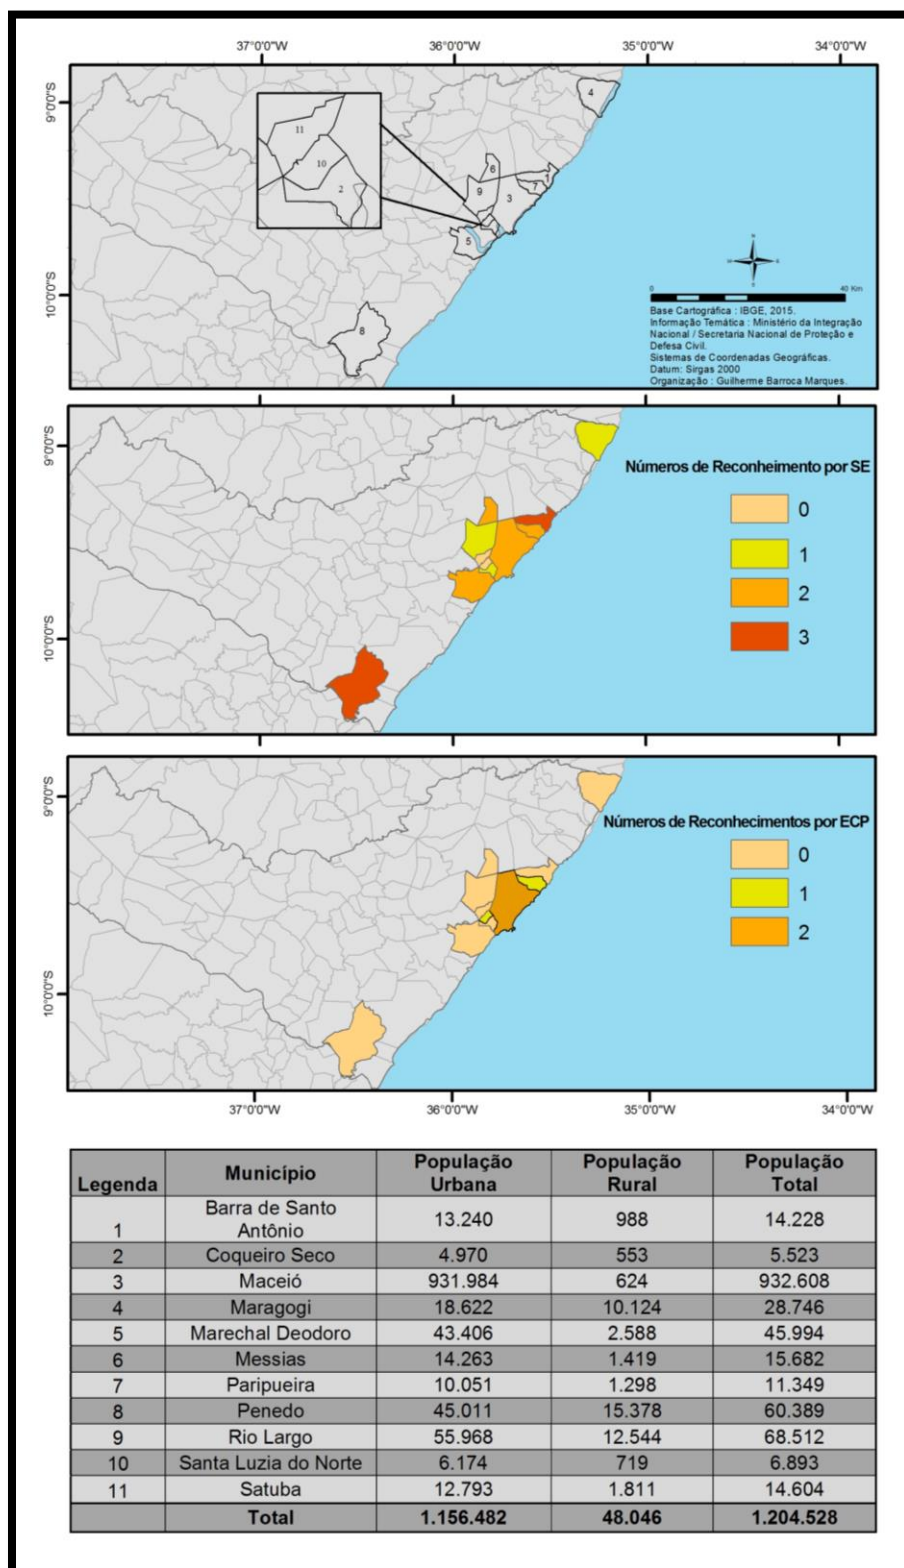 37°0'0"W 36°0'0"W 35°0'0"W 34°0'0"W
9°0'0"S
10°0'0"S
4
11
10
2
6
1
7
9
3
5
8
N
W E
S
0 40 Km
Base Cartográfica : IBGE, 2015.
Informação Temática : Ministério da Integração
Nacional / Secretaria Nacional de Proteção e
Defesa Civil.
Sistemas de Coordenadas Geográficas.
Datum: Sirgas 2000
Organização : Guilherme Barroca Marques.
9°0'0"S
10°0'0"S
Números de Reconheimento por SE
0
1
2
3
9°0'0"S
10°0'0"S
Números de Reconhecimentos por ECP
0
1
2
37°0'0"W 36°0'0"W 35°0'0"W 34°0'0"W
Legenda Município População Urbana População Rural População Total
1 Barra de Santo Antônio 13.240 988 14.228
2 Coqueiro Seco 4.970 553 5.523
3 Maceió 931.984 624 932.608
4 Maragogi 18.622 10.124 28.746
5 Marechal Deodoro 43.406 2.588 45.994
6 Messias 14.263 1.419 15.682
7 Paripueira 10.051 1.298 11.349
8 Penedo 45.011 15.378 60.389
9 Rio Largo 55.968 12.544 68.512
10 Santa Luzia do Norte 6.174 719 6.893
11 Satuba 12.793 1.811 14.604
Total 1.156.482 48.046 1.204.528